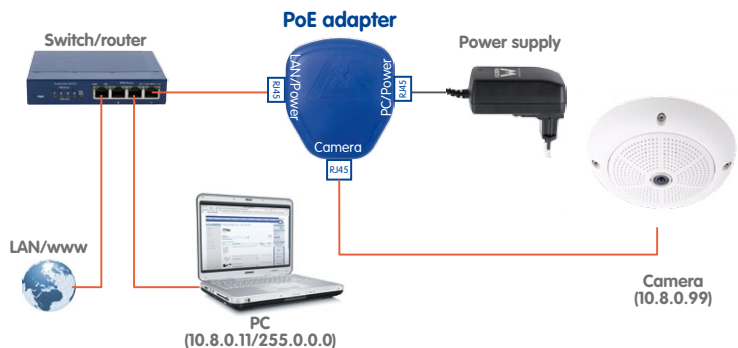 PoE adapter
Switch/router
Power supply
RJ45
LAN/Power
PC/Power
RJ45
Camera
RJ45
LAN/www
PC
(10.8.0.11/255.0.0.0)
Camera
(10.8.0.99)